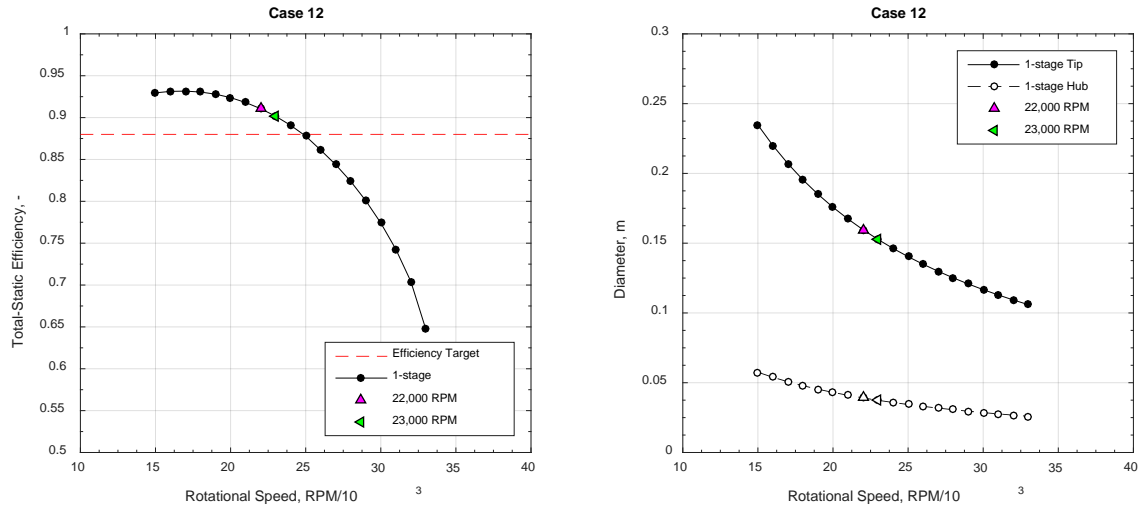 Case 12
1
0.95
0.9
0.85
0.8
0.75
0.7
0.65
0.6
0.55
0.5
Total-Static Efficiency, -
Efficiency Target
1-stage
22,000 RPM
23,000 RPM
10 15 20 25 30 35 40
Rotational Speed, RPM/10 3
Case 12
0.3
0.25
0.2
0.15
0.1
0.05
0
Diameter, m
1-stage Tip
1-stage Hub
22,000 RPM
23,000 RPM
10 15 20 25 30 35 40
Rotational Speed, RPM/10 3